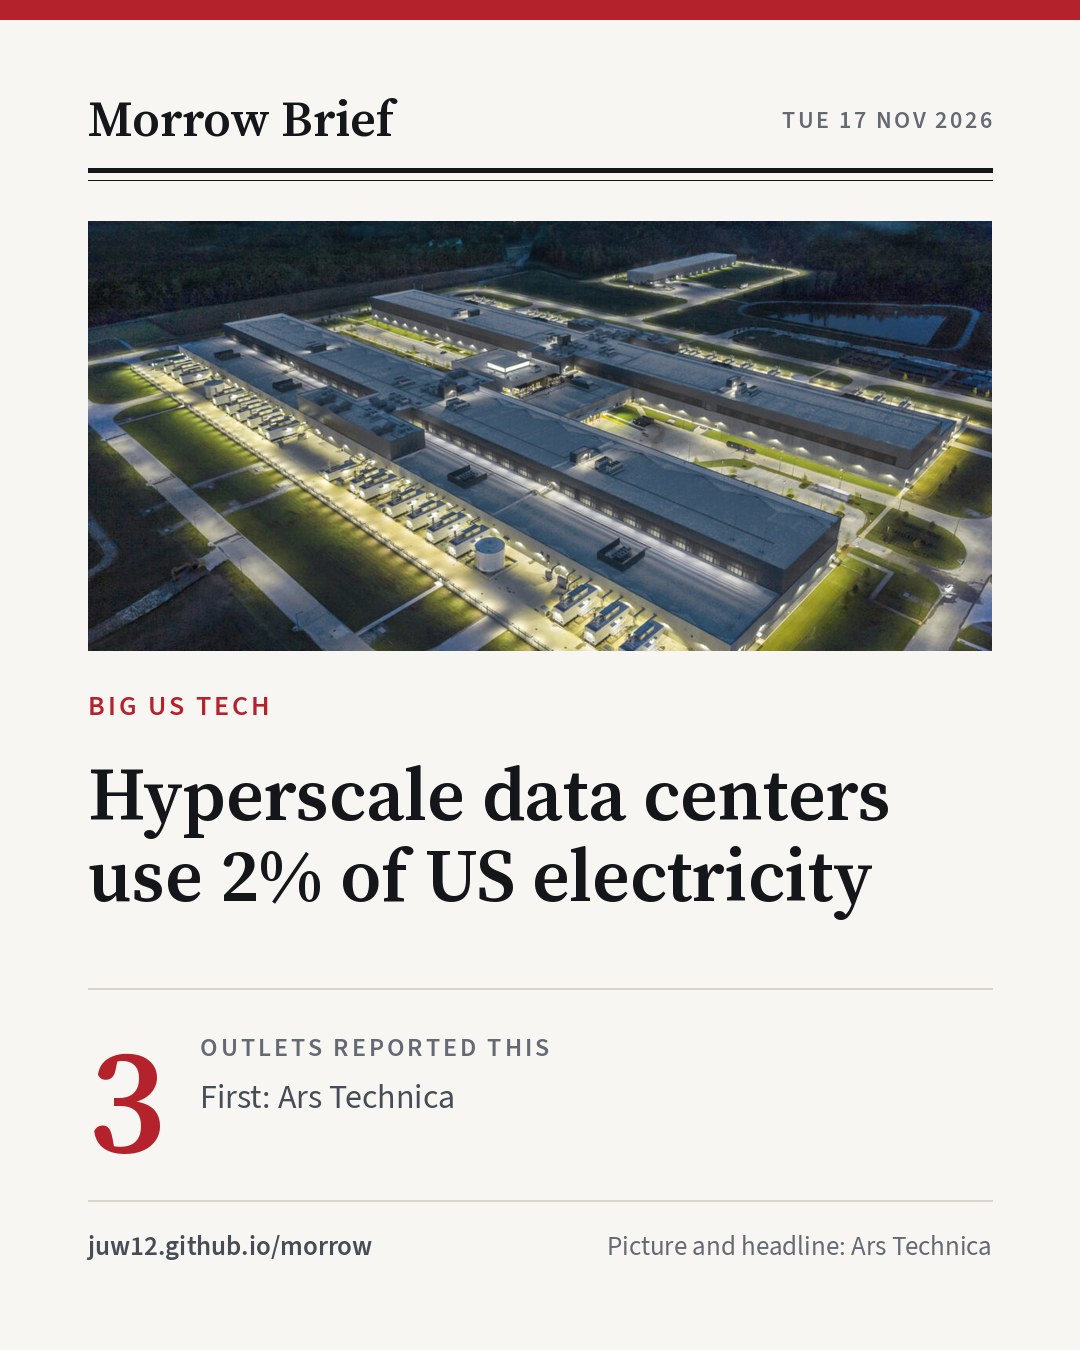 Morrow Brief
TUE 17 NOV 2026
BIG US TECH
Hyperscale data centers
use 2% of US electricity
3
OUTLETS REPORTED THIS
First: Ars Technica
juw12.github.io/morrow
Picture and headline: Ars Technica